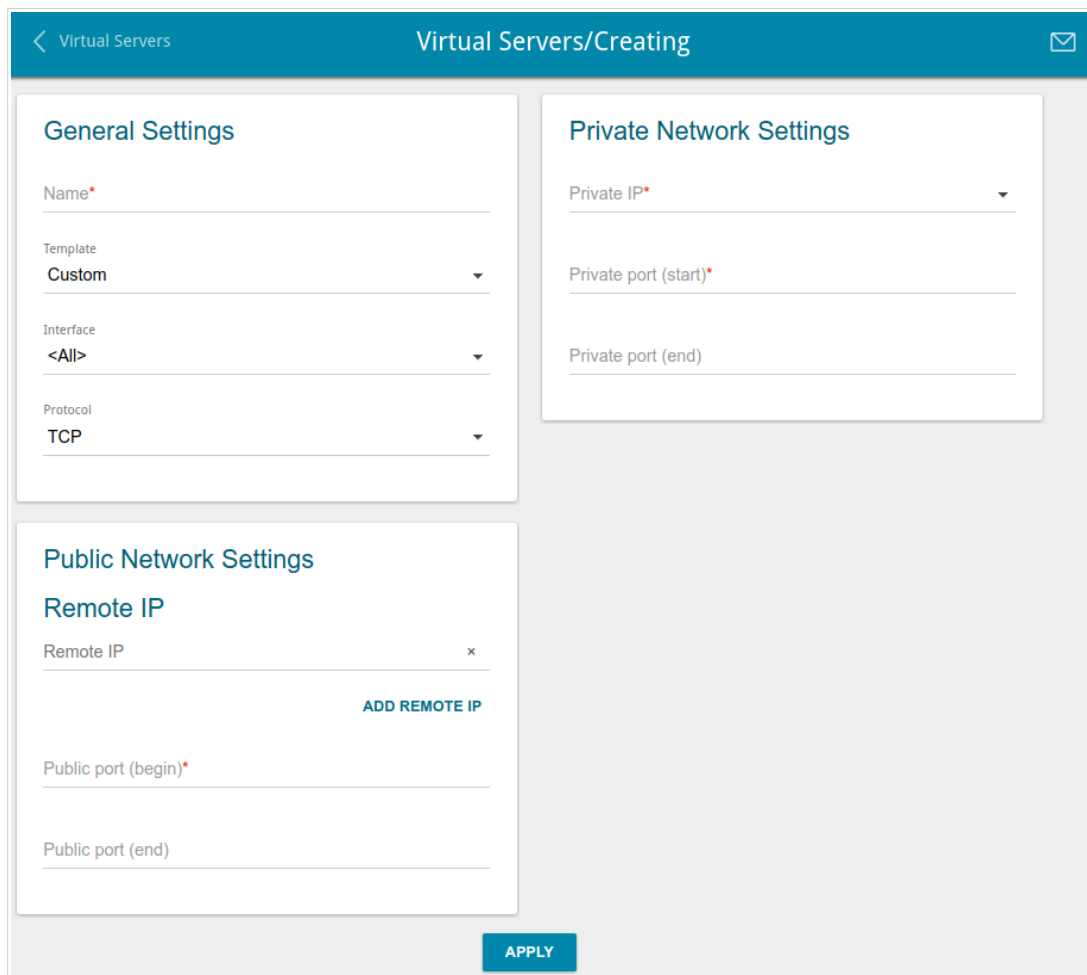 Virtual Servers
Virtual Servers/Creating
General Settings
Name*
Template
Custom
Interface
<All>
Protocol
TCP
Private Network Settings
Private IP*
Private port (start)*
Private port (end)
Public Network Settings
Remote IP
Remote IP ×
ADD REMOTE IP
Public port (begin)*
Public port (end)
APPLY